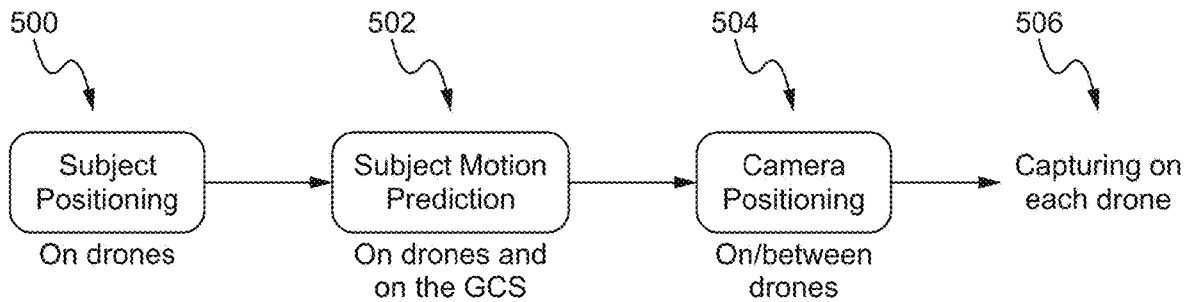 500
502
504
506
Subject
Positioning
On drones
Subject Motion
Prediction
On drones and
on the GCS
Camera
Positioning
On/between
drones
Capturing on
each drone